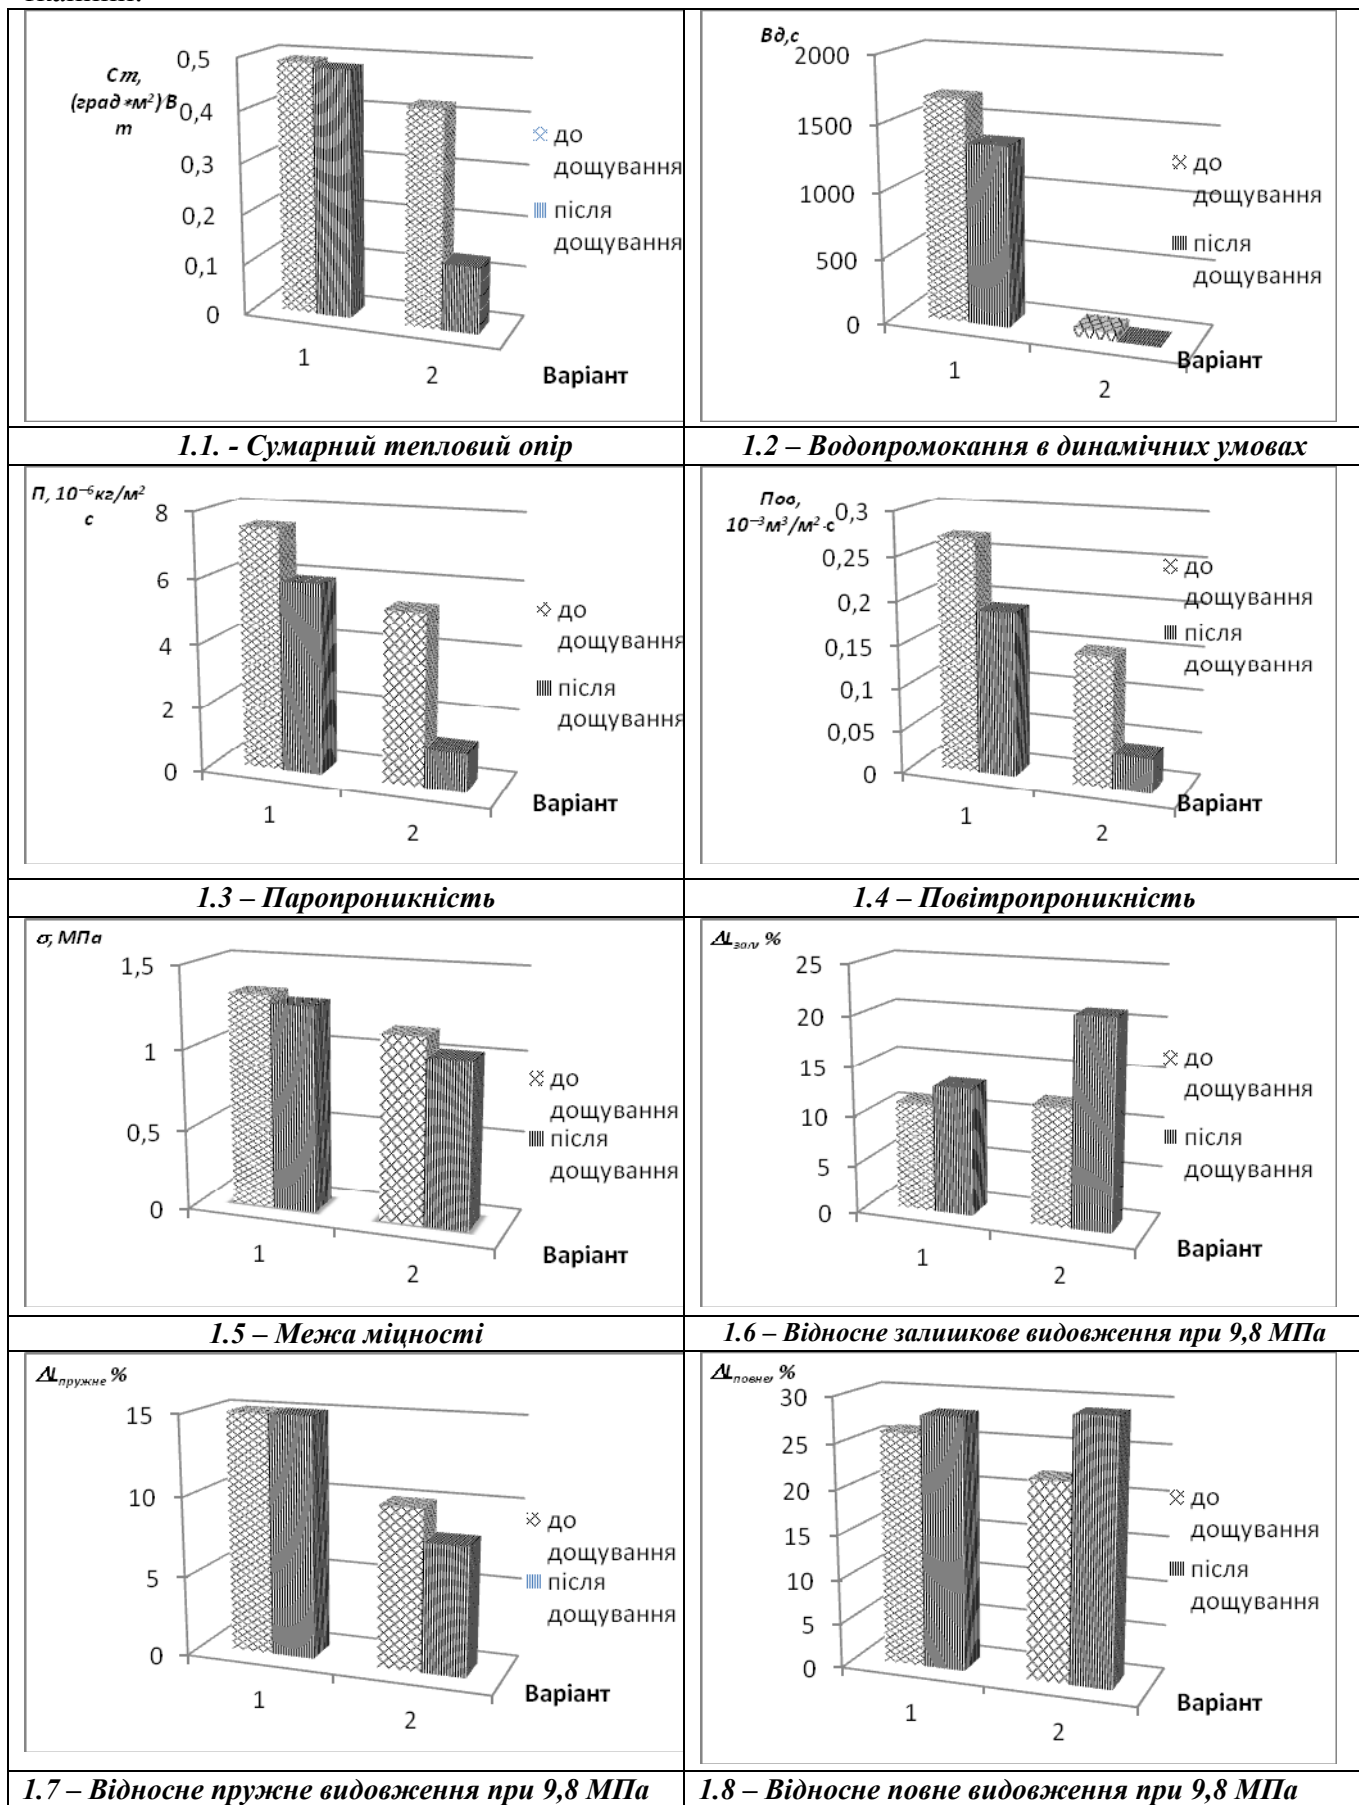 Ст,
(град*м²)/В
т
0,5
0,4
0,3
0,2
0,1
0
1
2
Варіант
до
дощування
після
дощування
Вд,с
2000
1500
1000
500
0
1
2
Варіант
до
дощування
після
дощування
1.1. - Сумарний тепловий опір
1.2 – Водопромокання в динамічних умовах
П, 10⁻⁶кг/м²
с
8
6
4
2
0
1
2
Варіант
до
дощування
після
дощування
Поо,
10⁻³м³/м²·с
0,3
0,25
0,2
0,15
0,1
0,05
0
1
2
Варіант
до
дощування
після
дощування
1.3 – Паропроникність
1.4 – Повітропроникність
σ, МПа
1,5
1
0,5
0
1
2
Варіант
до
дощування
після
дощування
ΔL зал, %
25
20
15
10
5
0
1
2
Варіант
до
дощування
після
дощування
1.5 – Межа міцності
1.6 – Відносне залишкове видовження при 9,8 МПа
ΔL пружне %
15
10
5
0
1
2
Варіант
до
дощування
після
дощування
ΔL повне, %
30
25
20
15
10
5
0
1
2
Варіант
до
дощування
після
дощування
1.7 – Відносне пружне видовження при 9,8 МПа
1.8 – Відносне повне видовження при 9,8 МПа